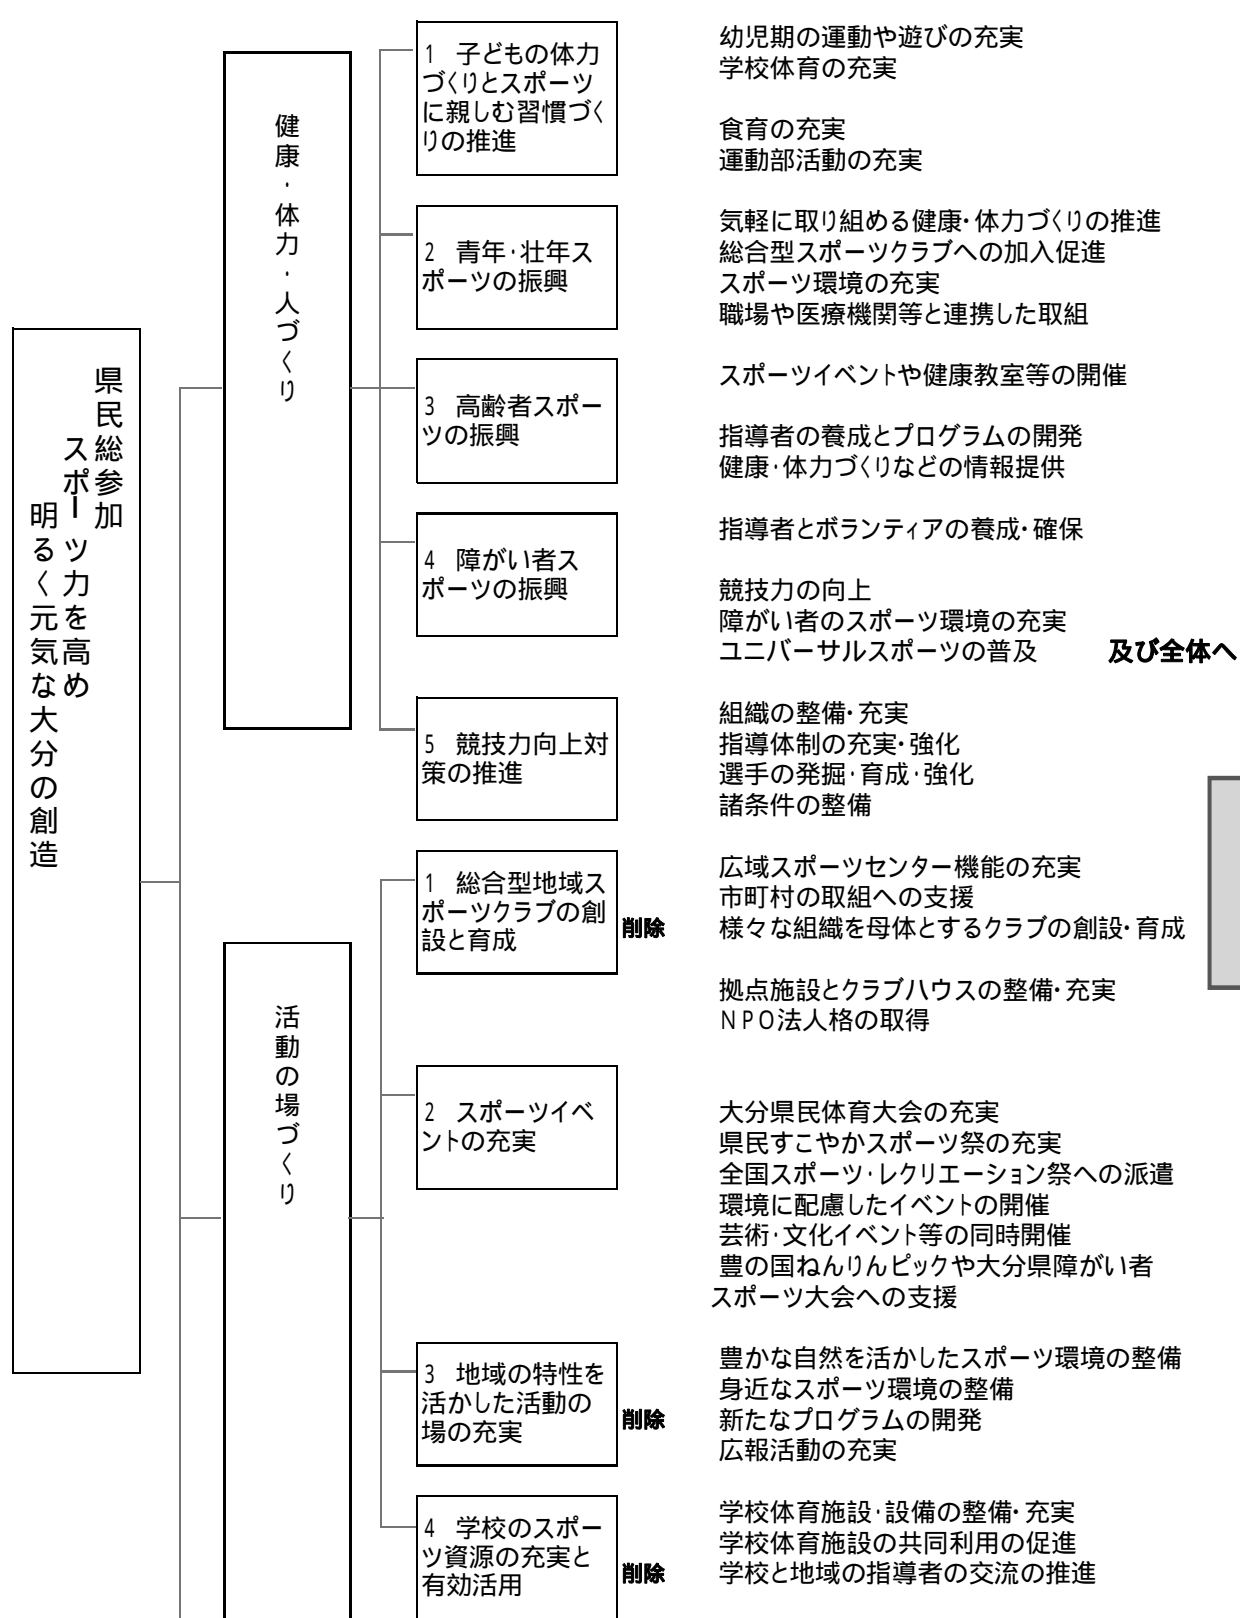 県民総参加
スポーツ力を高め
明るく元気な大分の創造
健康・体力・人づくり
1 子どもの体力
づくりとスポーツ
に親しむ習慣づく
りの推進
幼児期の運動や遊びの充実
学校体育の充実
食育の充実
運動部活動の充実
2 青年・壮年ス
ポーツの振興
気軽に取り組める健康・体力づくりの推進
総合型スポーツクラブへの加入促進
スポーツ環境の充実
職場や医療機関等と連携した取組
3 高齢者スポー
ツの振興
スポーツイベントや健康教室等の開催
指導者の養成とプログラムの開発
健康・体力づくりなどの情報提供
4 障がい者ス
ポーツの振興
指導者とボランティアの養成・確保
競技力の向上
障がい者のスポーツ環境の充実
ユニバーサルスポーツの普及 及び全体へ
5 競技力向上対
策の推進
組織の整備・充実
指導体制の充実・強化
選手の発掘・育成・強化
諸条件の整備
活動の場づくり
1 総合型地域ス
ポーツクラブの創
設と育成
削除
広域スポーツセンター機能の充実
市町村の取組への支援
様々な組織を母体とするクラブの創設・育成
拠点施設とクラブハウスの整備・充実
NPO法人格の取得
2 スポーツイベ
ントの充実
大分県民体育大会の充実
県民すこやかスポーツ祭の充実
全国スポーツ・レクリエーション祭への派遣
環境に配慮したイベントの開催
芸術・文化イベント等の同時開催
豊の国ねんりんピックや大分県障がい者
スポーツ大会への支援
3 地域の特性を
活かした活動の
場の充実
削除
豊かな自然を活かしたスポーツ環境の整備
身近なスポーツ環境の整備
新たなプログラムの開発
広報活動の充実
4 学校のスポー
ツ資源の充実と
有効活用
削除
学校体育施設・設備の整備・充実
学校体育施設の共同利用の促進
学校と地域の指導者の交流の推進